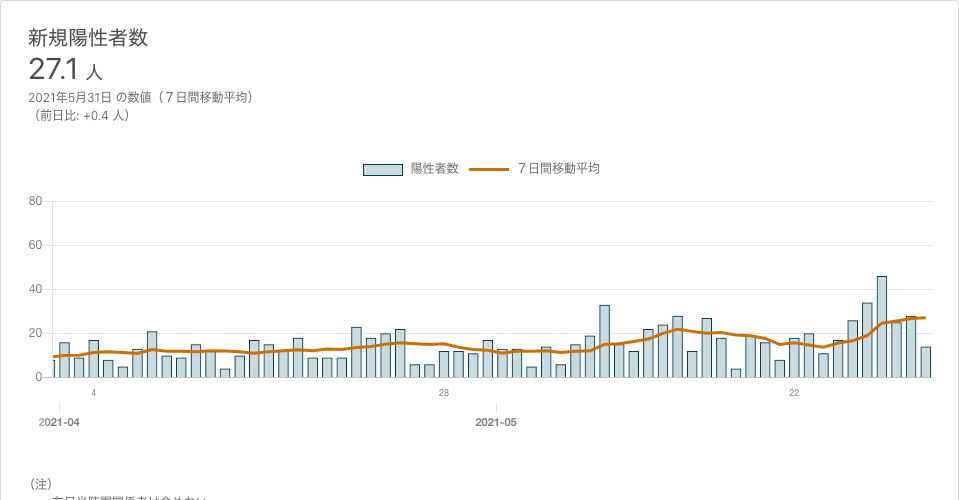 新規陽性者数
27.1 人
2021年5月31日 の数値（７日間移動平均）
（前日比: +0.4 人）
陽性者数 ７日間移動平均
80
60
40
20
0
4 28 22
2021-04 2021-05
（注）